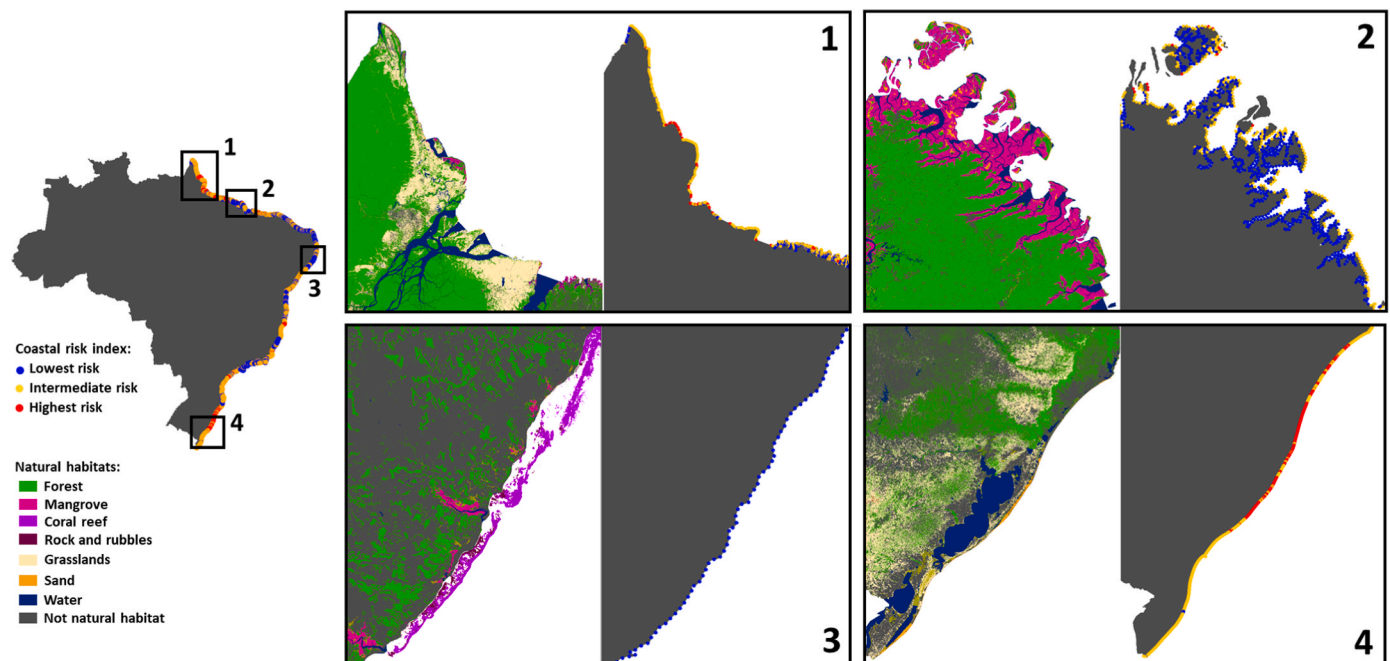 1
2
3
4
Coastal risk index:
Lowest risk
Intermediate risk
Highest risk
Natural habitats:
Forest
Mangrove
Coral reef
Rock and rubbles
Grasslands
Sand
Water
Not natural habitat
1
2
3
4